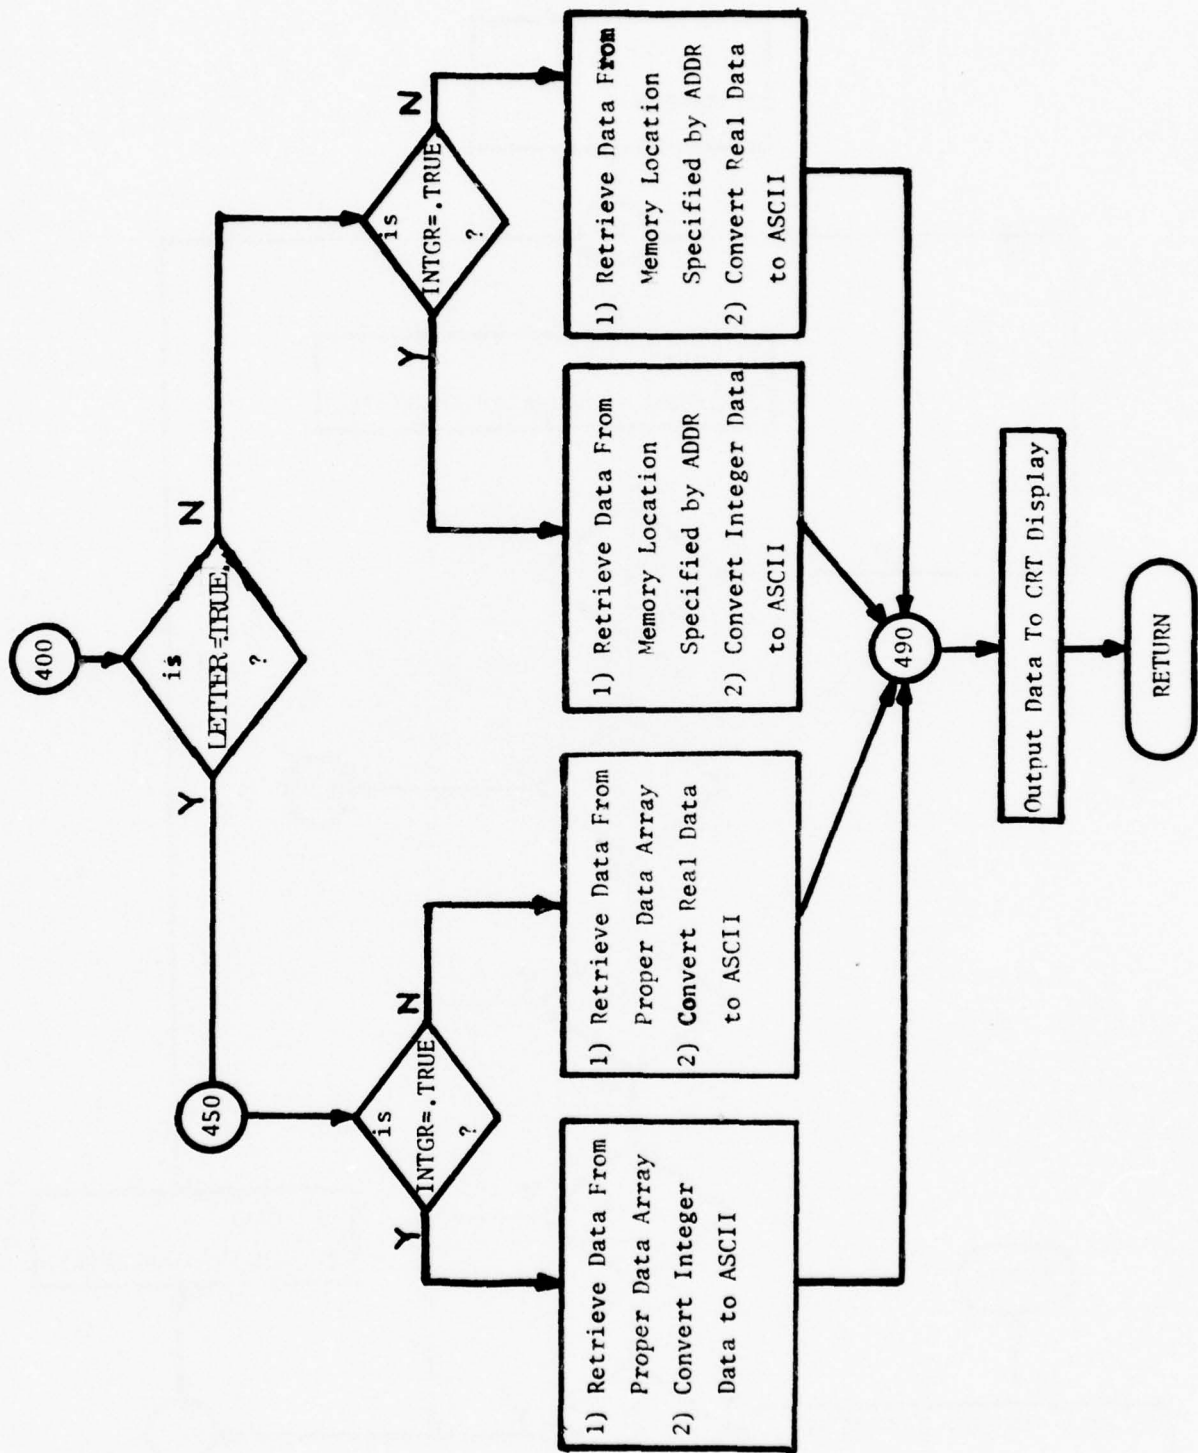 400
is
LETTER=TRUE.
?
Y
N
450
is
INTGR=.TRUE
?
Y
N
is
INTGR=.TRUE
?
Y
N
1) Retrieve Data From
Proper Data Array
2) Convert Integer
Data to ASCII
1) Retrieve Data From
Proper Data Array
2) Convert Real Data
to ASCII
1) Retrieve Data From
Memory Location
Specified by ADDR
2) Convert Integer Data
to ASCII
1) Retrieve Data From
Memory Location
Specified by ADDR
2) Convert Real Data
to ASCII
490
Output Data To CRT Display
RETURN